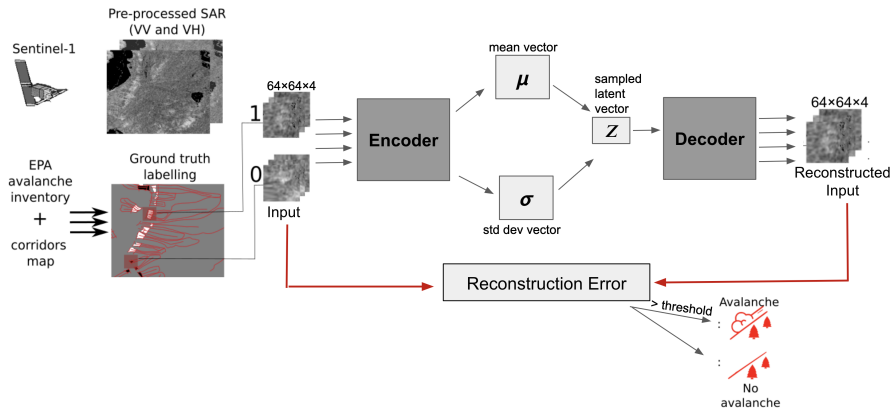 Pre-processed SAR
(VV and VH)
Sentinel-1
EPA
avalanche
inventory
+
corridors
map
Ground truth
labelling
64×64×4
1
0
Input
Encoder
mean vector
μ
σ
std dev vector
sampled
latent
vector
Z
Decoder
64×64×4
Reconstructed
Input
Reconstruction Error
> threshold
Avalanche
:
:
No
avalanche